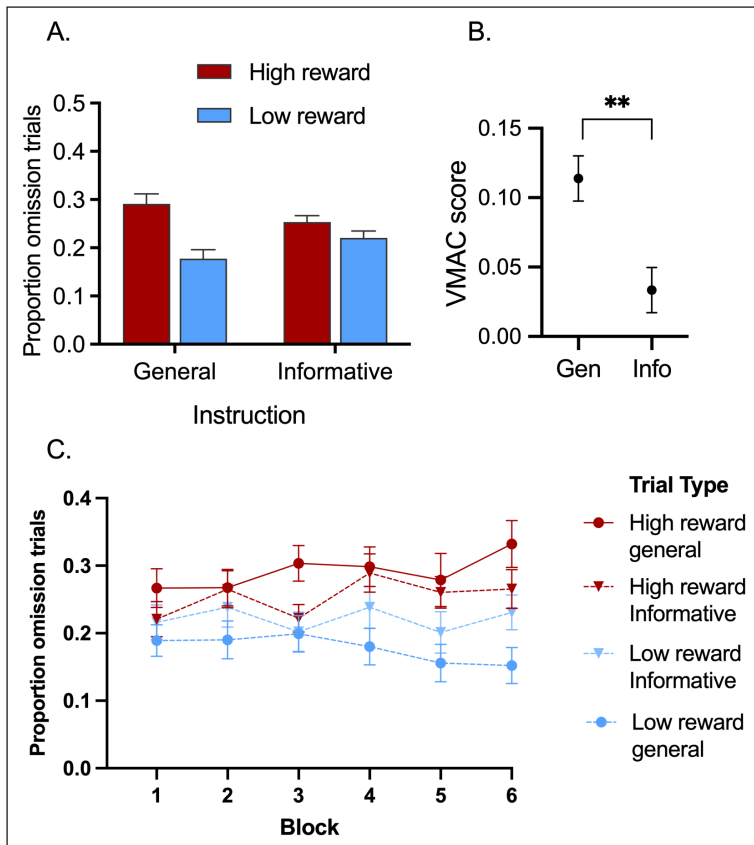 A.
High reward
Low reward
Proportion omission trials
0.5
0.4
0.3
0.2
0.1
0.0
General
Informative
Instruction
B.
**
VMAC score
0.15
0.10
0.05
0.00
Gen
Info
C.
Proportion omission trials
0.4
0.3
0.2
0.1
0.0
1
2
3
4
5
6
Block
Trial Type
High reward
general
High reward
Informative
Low reward
Informative
Low reward
general